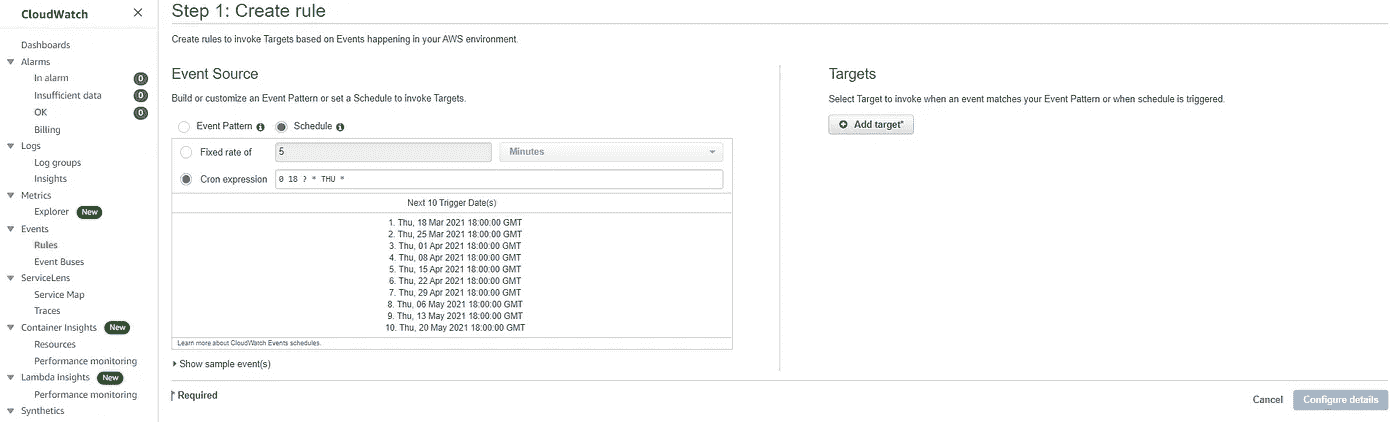 CloudWatch
Dashboards
Alarms
In alarm 0
Insufficient data 0
OK 0
Billing
Logs
Log groups
Insights
Metrics
Explorer New
Events
Rules
Event Buses
ServiceLens
Service Map
Traces
Container Insights New
Resources
Performance monitoring
Lambda Insights New
Performance monitoring
Synthetics
Step 1: Create rule
Create rules to invoke Targets based on Events happening in your AWS environment.
Event Source
Build or customize an Event Pattern or set a Schedule to invoke Targets.
Event Pattern Schedule
Fixed rate of 5 Minutes
Cron expression 0 18 ? * THU *
Next 10 Trigger Date(s)
1. Thu, 18 Mar 2021 18:00:00 GMT
2. Thu, 25 Mar 2021 18:00:00 GMT
3. Thu, 01 Apr 2021 18:00:00 GMT
4. Thu, 08 Apr 2021 18:00:00 GMT
5. Thu, 15 Apr 2021 18:00:00 GMT
6. Thu, 22 Apr 2021 18:00:00 GMT
7. Thu, 29 Apr 2021 18:00:00 GMT
8. Thu, 06 May 2021 18:00:00 GMT
9. Thu, 13 May 2021 18:00:00 GMT
10. Thu, 20 May 2021 18:00:00 GMT
Learn more about CloudWatch Events schedules.
Show sample event(s)
* Required
Targets
Select Target to invoke when an event matches your Event Pattern or when schedule is triggered.
Add target*
Cancel Configure details